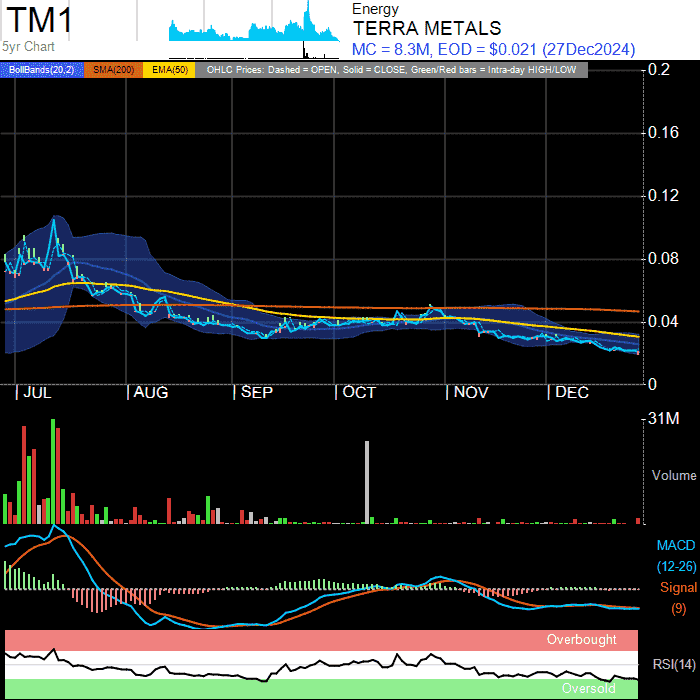 TM1
5yr Chart
Energy
TERRA METALS
MC = 8.3M, EOD = $0.021 (27Dec2024)
BollBands(20,2) SMA(200) EMA(50) OHLC Prices: Dashed = OPEN, Solid = CLOSE, Green/Red bars = Intra-day HIGH/LOW
0.2
0.16
0.12
0.08
0.04
0
JUL AUG SEP OCT NOV DEC
31M
Volume
MACD
(12-26)
Signal
(9)
Overbought
RSI(14)
Oversold